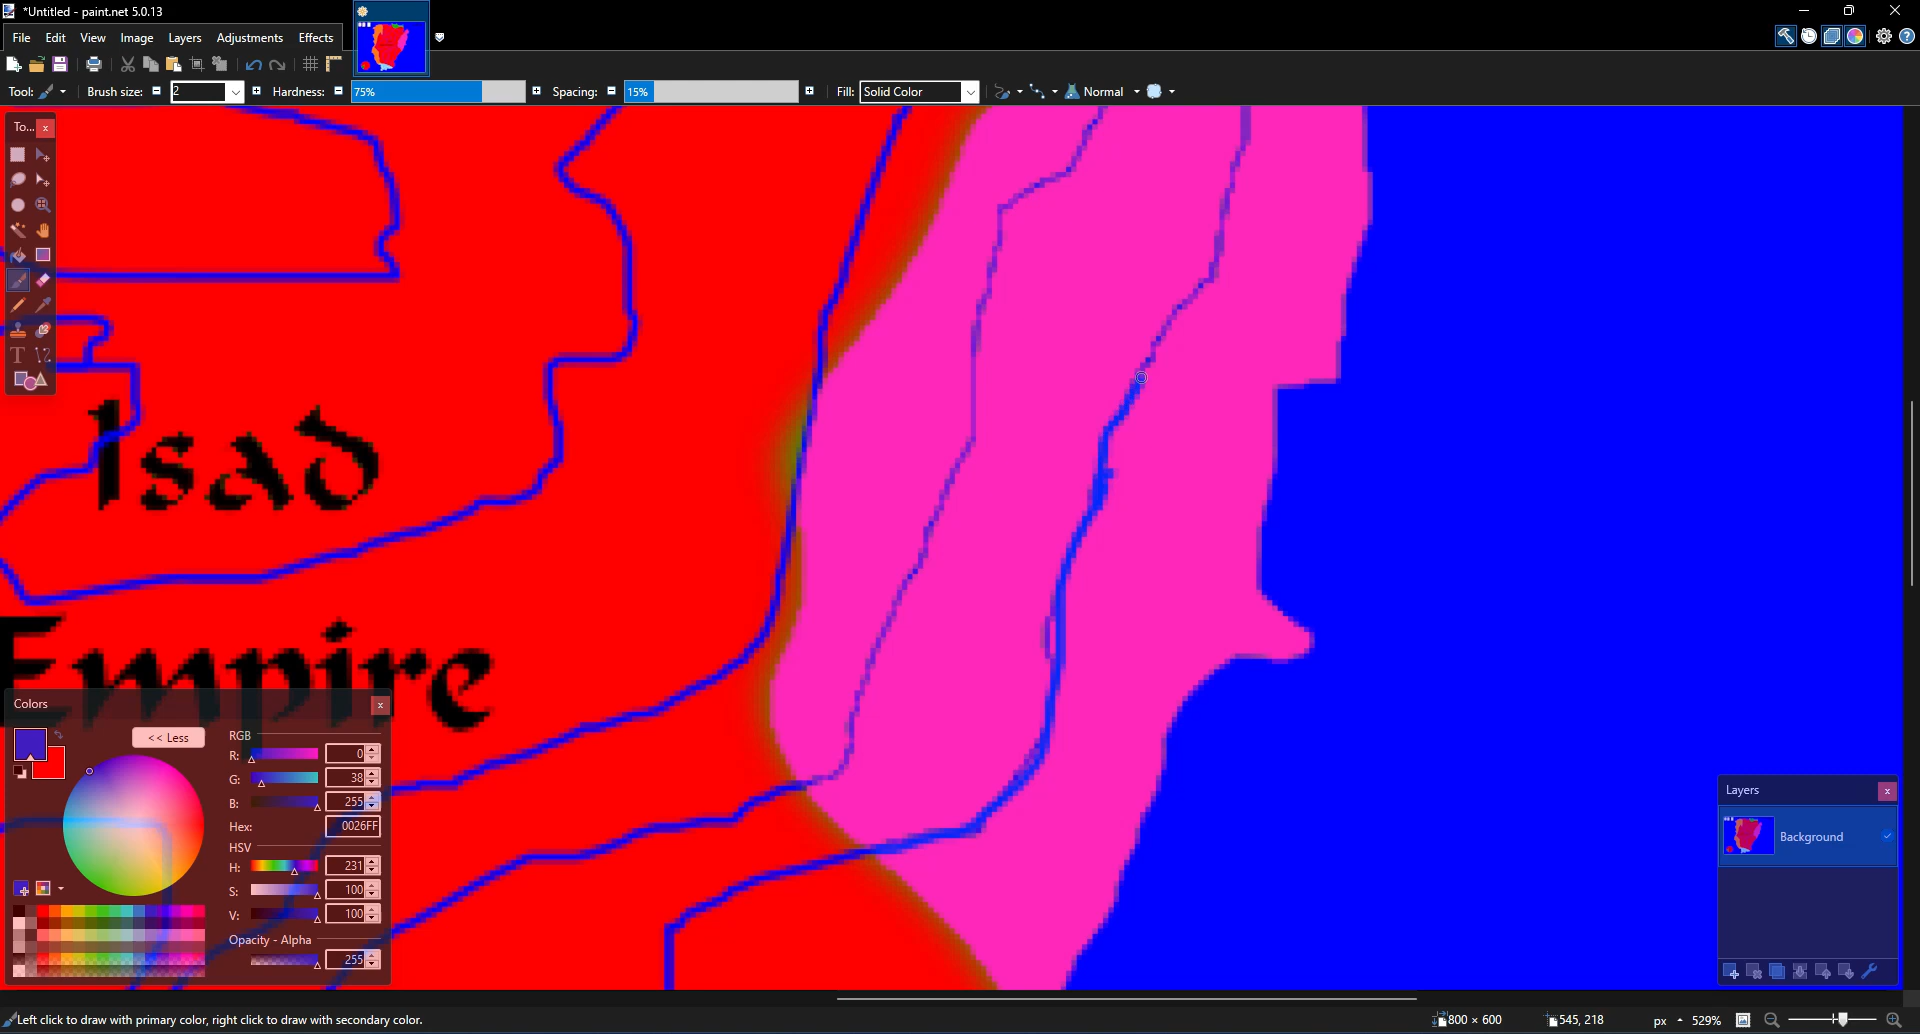 *Untitled - paint.net 5.0.13
File Edit View Image Layers Adjustments Effects
Tool: Brush size: 2 Hardness: 75% Spacing: 15% Fill: Solid Color Normal
To...
Isad
Empire
Colors
<< Less
RGB
R: 0
G: 38
B: 255
Hex: 0026FF
HSV
H: 231
S: 100
V: 100
Opacity - Alpha
255
Layers
Background
Left click to draw with primary color, right click to draw with secondary color.
800 × 600 545, 218 px 529%